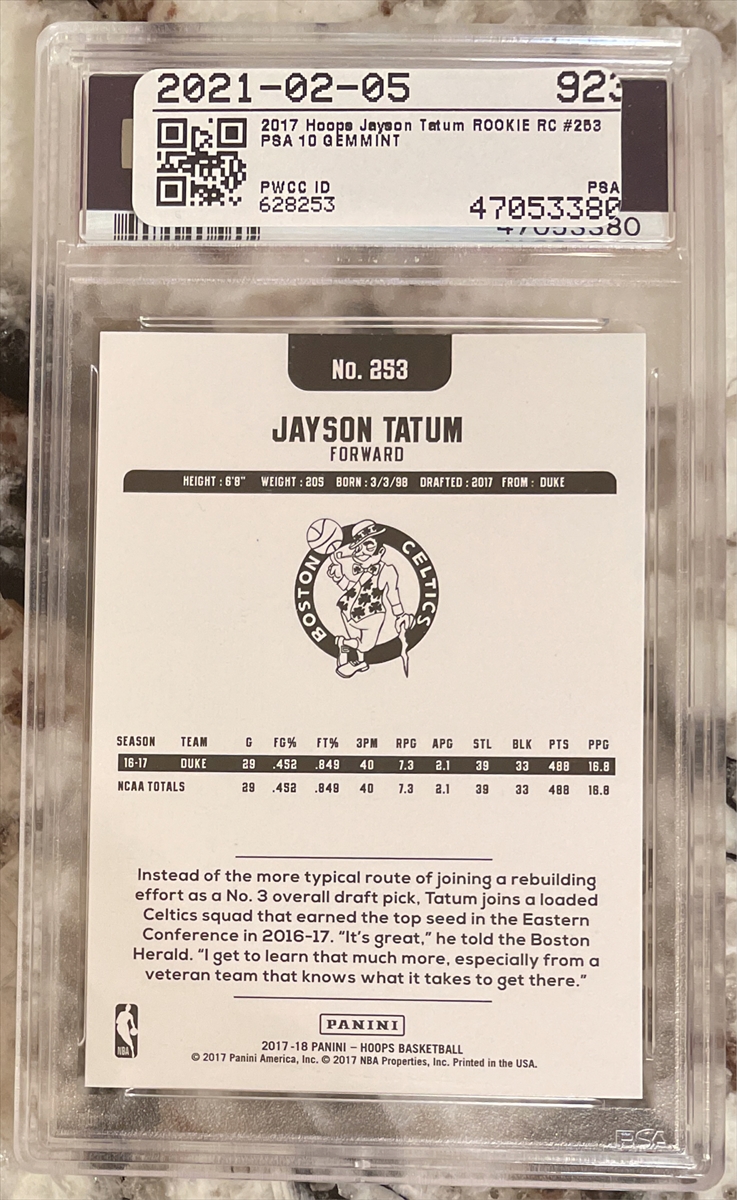 2021-02-05 923
2017 Hoops Jayson Tatum ROOKIE RC #253
PSA 10 GEMMINT
PWCC ID PSA
628253 47053380
47053380
No. 253
JAYSON TATUM
FORWARD
HEIGHT : 6'8" WEIGHT : 205 BORN : 3/3/98 DRAFTED : 2017 FROM : DUKE
BOSTON CELTICS
SEASON TEAM G FG% FT% 3PM RPG APG STL BLK PTS PPG
16-17 DUKE 29 .452 .849 40 7.3 2.1 39 33 488 16.8
NCAA TOTALS 29 .452 .849 40 7.3 2.1 39 33 488 16.8
Instead of the more typical route of joining a rebuilding
effort as a No. 3 overall draft pick, Tatum joins a loaded
Celtics squad that earned the top seed in the Eastern
Conference in 2016-17. “It’s great,” he told the Boston
Herald. “I get to learn that much more, especially from a
veteran team that knows what it takes to get there.”
PANINI
NBA
2017-18 PANINI – HOOPS BASKETBALL
© 2017 Panini America, Inc. © 2017 NBA Properties, Inc. Printed in the USA.
PSA